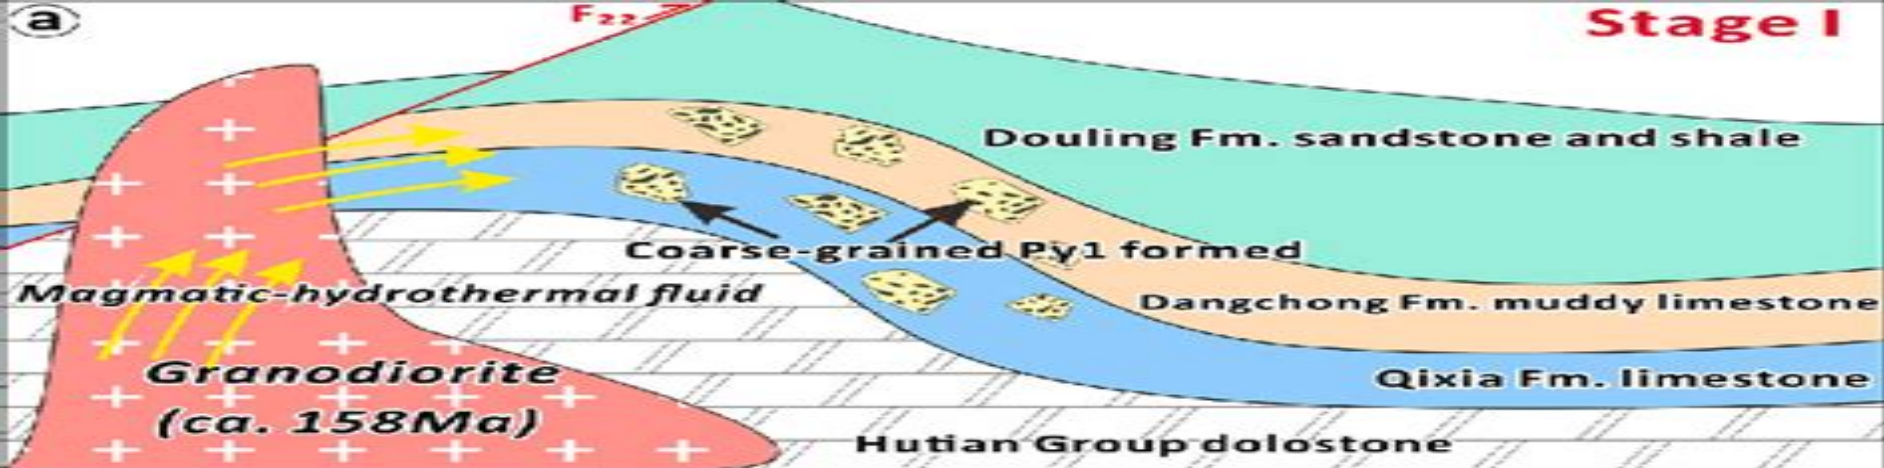 a
F22
Stage I
Douling Fm. sandstone and shale
Coarse-grained Py1 formed
Magmatic-hydrothermal fluid
Dangchong Fm. muddy limestone
Granodiorite
(ca. 158Ma)
Qixia Fm. limestone
Hutian Group dolostone